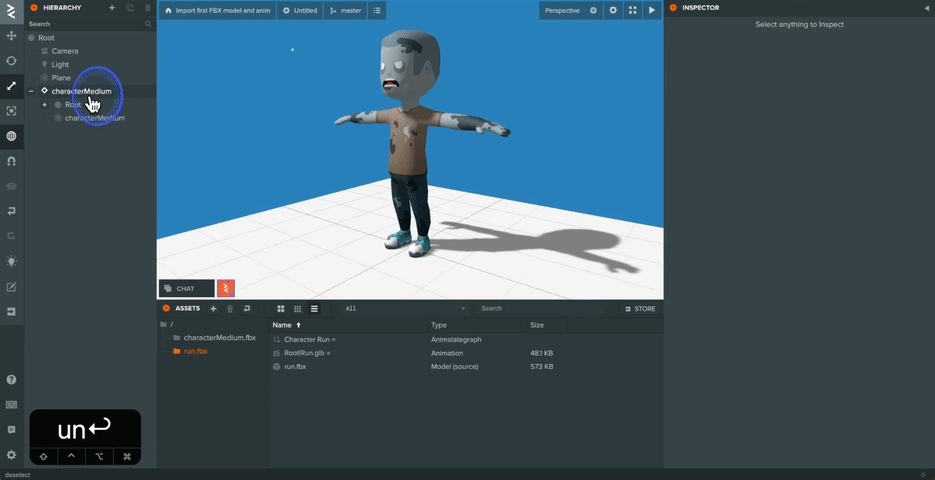 HIERARCHY
Search
Root
Camera
Light
Plane
characterMedium
Root
characterMedium
Import first FBX model and anim
Untitled
master
Perspective
CHAT
ASSETS
All
Search
STORE
/
characterMedium.fbx
run.fbx
Name
Type
Size
Character Run
Animstategraph
Root|Run.glb
Animation
48.1 KB
run.fbx
Model (source)
573 KB
INSPECTOR
Select anything to Inspect
un
deselect
0